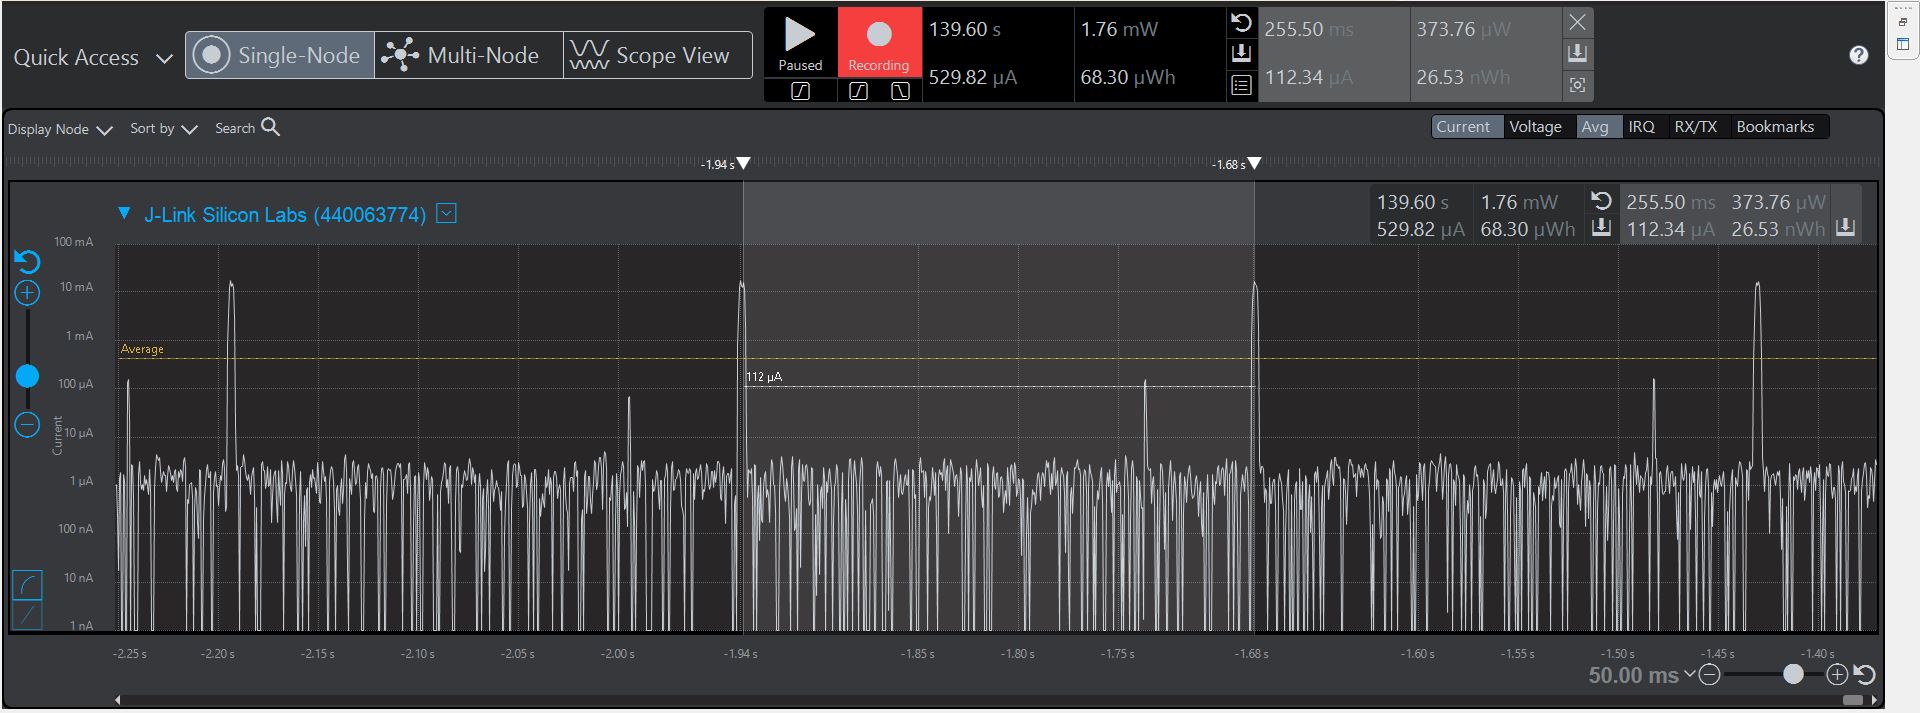 Quick Access
Single-Node
Multi-Node
Scope View
Paused
Recording
139.60 s
1.76 mW
529.82 µA
68.30 µWh
255.50 ms
373.76 µW
112.34 µA
26.53 nWh
?
Display Node
Sort by
Search
Current
Voltage
Avg
IRQ
RX/TX
Bookmarks
-1.94 s
-1.68 s
J-Link Silicon Labs (440063774)
139.60 s
1.76 mW
255.50 ms
373.76 µW
529.82 µA
68.30 µWh
112.34 µA
26.53 nWh
100 mA
10 mA
1 mA
Average
112 µA
100 µA
Current
10 µA
1 µA
100 nA
10 nA
1 nA
-2.25 s
-2.20 s
-2.15 s
-2.10 s
-2.05 s
-2.00 s
-1.94 s
-1.85 s
-1.80 s
-1.75 s
-1.68 s
-1.60 s
-1.55 s
-1.50 s
-1.45 s
-1.40 s
50.00 ms